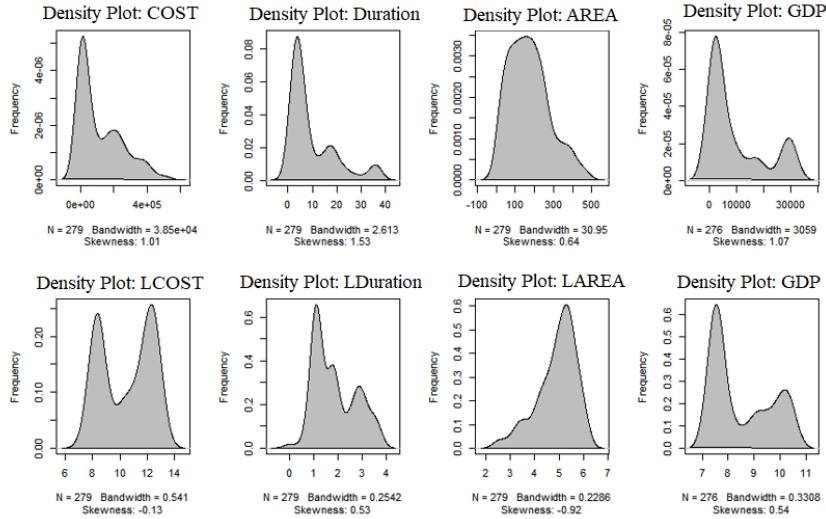 Density Plot: COST
Density Plot: Duration
Density Plot: AREA
Density Plot: GDP
Frequency
0e+00 2e-06 4e-06
0e+00 4e+05
N = 279 Bandwidth = 3.85e+04
Skewness: 1.01
Frequency
0.00 0.02 0.04 0.06 0.08
0 10 20 30 40
N = 279 Bandwidth = 2.613
Skewness: 1.53
Frequency
0.0000 0.0010 0.0020 0.0030
-100 100 300 500
N = 279 Bandwidth = 30.95
Skewness: 0.64
Frequency
0e+00 2e-05 4e-05 6e-05 8e-05
0 10000 30000
N = 276 Bandwidth = 3059
Skewness: 1.07
Density Plot: LCOST
Density Plot: LDuration
Density Plot: LAREA
Density Plot: GDP
Frequency
0.00 0.10 0.20
6 8 10 12 14
N = 279 Bandwidth = 0.541
Skewness: -0.13
Frequency
0.0 0.2 0.4 0.6
0 1 2 3 4
N = 279 Bandwidth = 0.2542
Skewness: 0.53
Frequency
0.0 0.1 0.2 0.3 0.4 0.5 0.6
2 3 4 5 6 7
N = 279 Bandwidth = 0.2286
Skewness: -0.92
Frequency
0.0 0.1 0.2 0.3 0.4 0.5 0.6
7 8 9 10 11
N = 276 Bandwidth = 0.3308
Skewness: 0.54